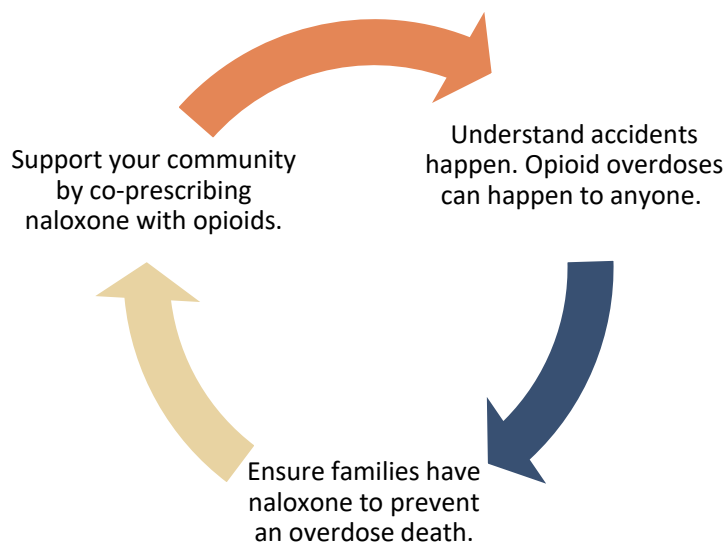 Support your community
by co-prescribing
naloxone with opioids.
Understand accidents
happen. Opioid overdoses
can happen to anyone.
Ensure families have
naloxone to prevent
an overdose death.